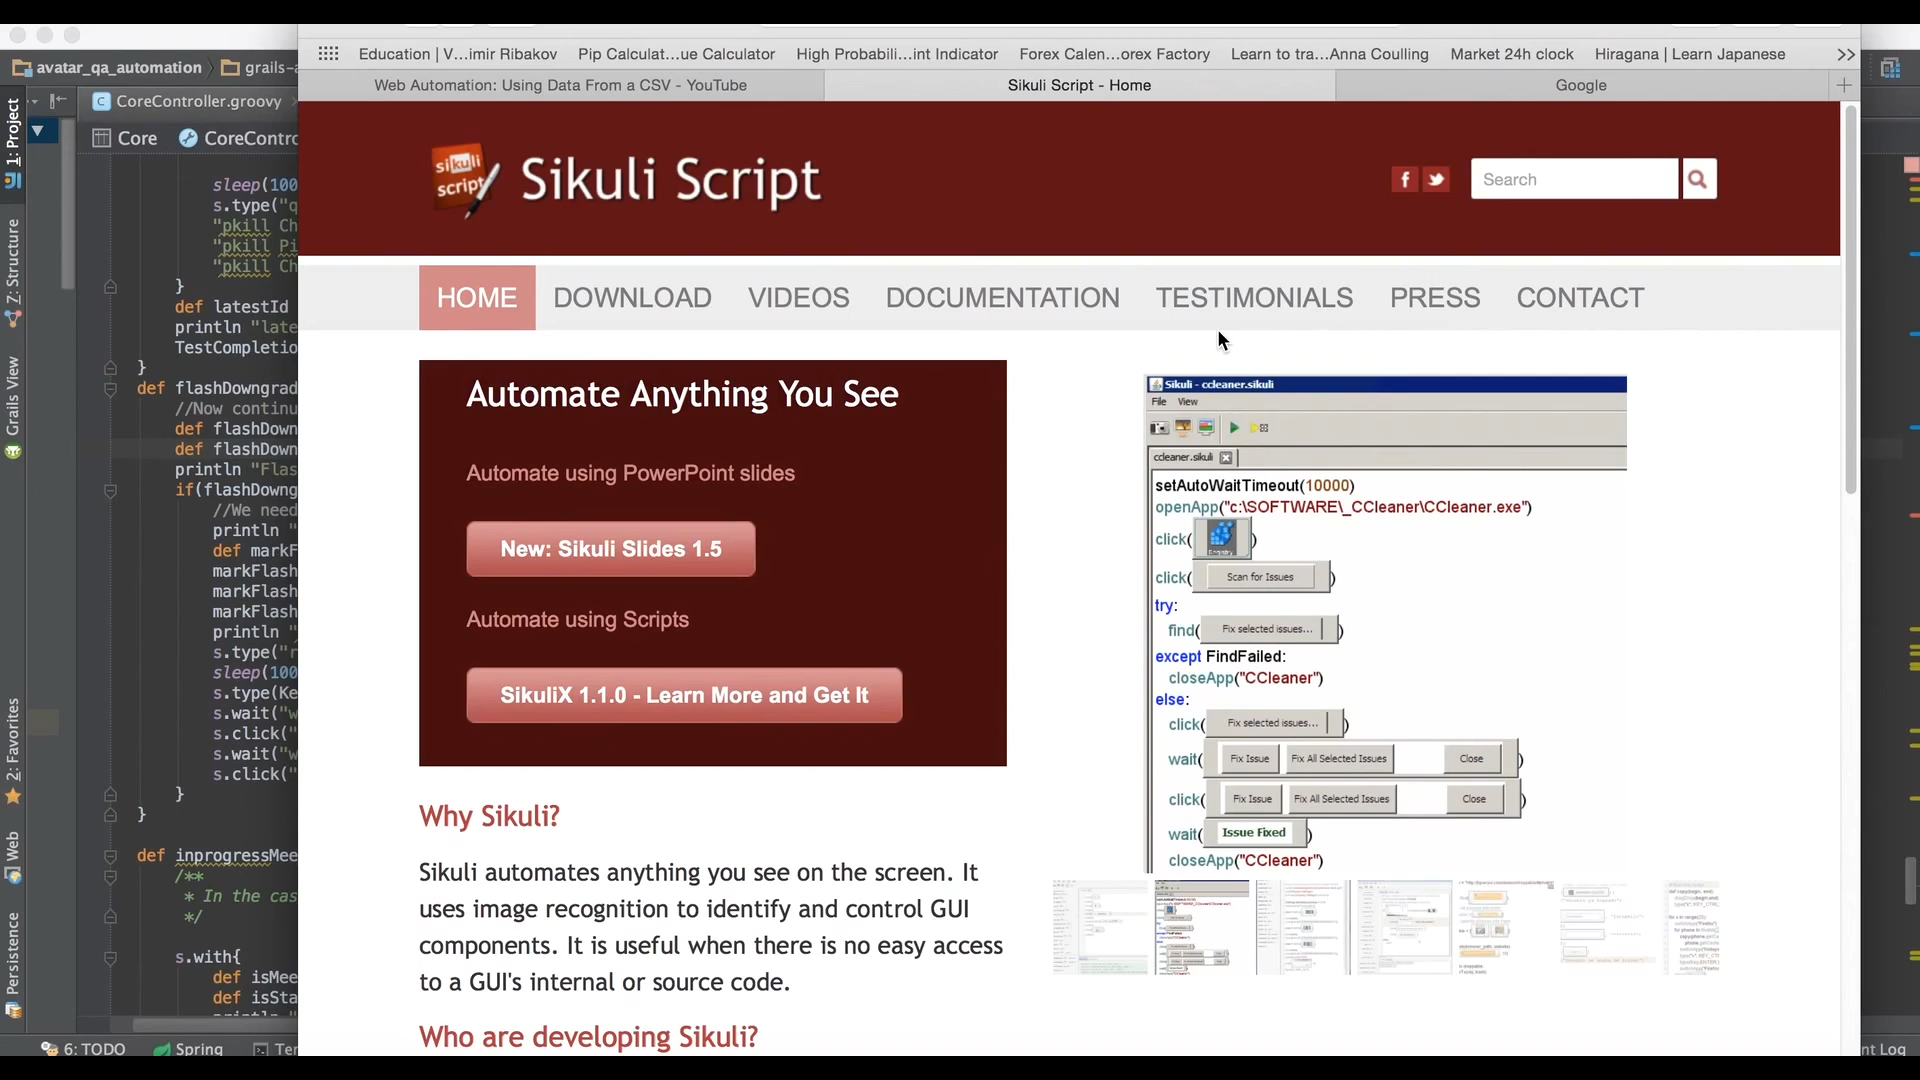 Education | V...imir Ribakov
Pip Calculat...ue Calculator
High Probabili...int Indicator
Forex Calen...orex Factory
Learn to tra...Anna Coulling
Market 24h clock
Hiragana | Learn Japanese
Web Automation: Using Data From a CSV - YouTube
Sikuli Script - Home
Google
avatar_qa_automation
grails-
CoreController.groovy
Core
CoreContro
1: Project
Z: Structure
Grails View
2: Favorites
Web
Persistence
sleep(100
s.type("q
"pkill Ch
"pkill Pi
"pkill Ch
}
def latestId
println "late
TestCompletio
}
def flashDowngrad
//Now continu
def flashDown
def flashDown
println "Flas
if(flashDowng
//We need
println "
def markF
markFlash
markFlash
markFlash
println "
s.type("r
sleep(100
s.type(Ke
s.wait("w
s.click("
s.wait("w
s.click("
}
}
def inprogressMee
/**
* In the cas
*/
s.with{
def isMee
def isSta
println "
6: TODO
Spring
Ter
nt Log
sikuli
script
Sikuli Script
Search
HOME
DOWNLOAD
VIDEOS
DOCUMENTATION
TESTIMONIALS
PRESS
CONTACT
Automate Anything You See
Automate using PowerPoint slides
New: Sikuli Slides 1.5
Automate using Scripts
SikuliX 1.1.0 - Learn More and Get It
Why Sikuli?
Sikuli automates anything you see on the screen. It
uses image recognition to identify and control GUI
components. It is useful when there is no easy access
to a GUI's internal or source code.
Who are developing Sikuli?
Sikuli - ccleaner.sikuli
File View
ccleaner.sikuli
setAutoWaitTimeout(10000)
openApp("c:\SOFTWARE\_CCleaner\CCleaner.exe")
click( Registry )
click( Scan for Issues )
try:
find( Fix selected issues... )
except FindFailed:
closeApp("CCleaner")
else:
click( Fix selected issues... )
wait( Fix Issue Fix All Selected Issues Close )
click( Fix Issue Fix All Selected Issues Close )
wait( Issue Fixed )
closeApp("CCleaner")